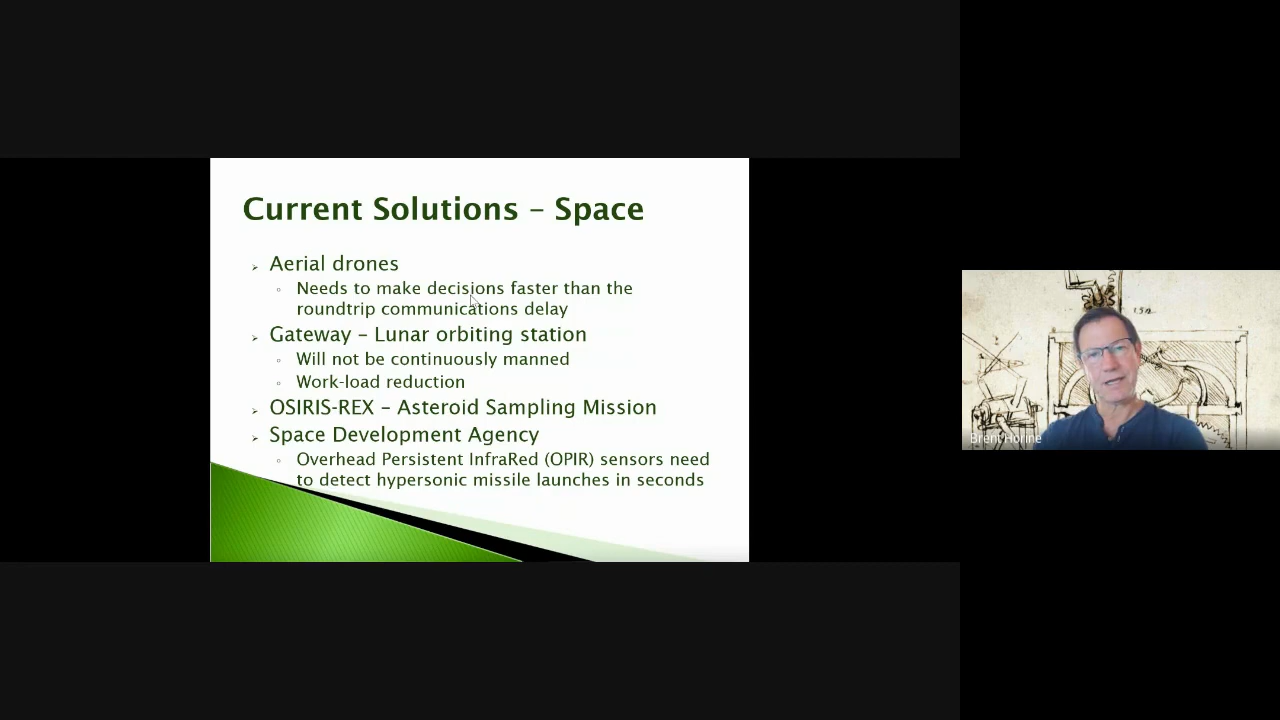 Current Solutions – Space
Aerial drones
Needs to make decisions faster than the
roundtrip communications delay
Gateway – Lunar orbiting station
Will not be continuously manned
Work-load reduction
OSIRIS-REX – Asteroid Sampling Mission
Space Development Agency
Overhead Persistent InfraRed (OPIR) sensors need
to detect hypersonic missile launches in seconds
Brent Horine